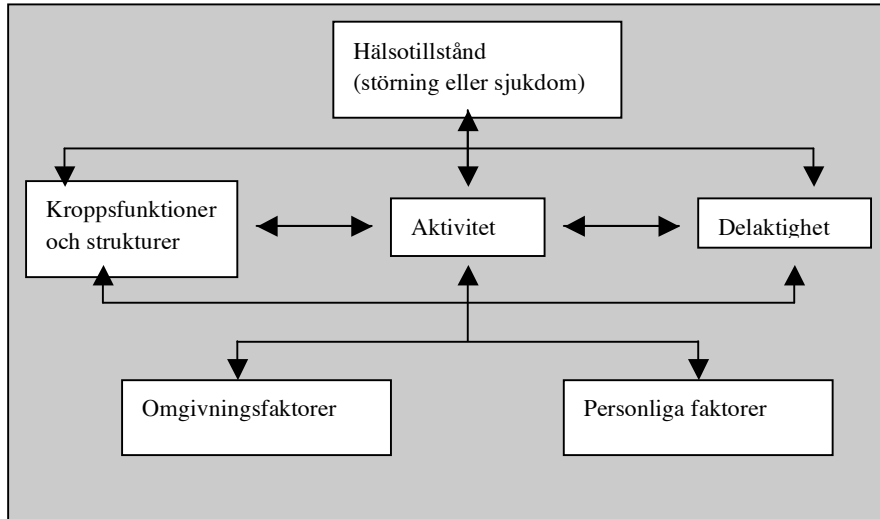 Hälsotillstånd
(störning eller sjukdom)
Kroppsfunktioner
och strukturer
Aktivitet
Delaktighet
Omgivningsfaktorer
Personliga faktorer